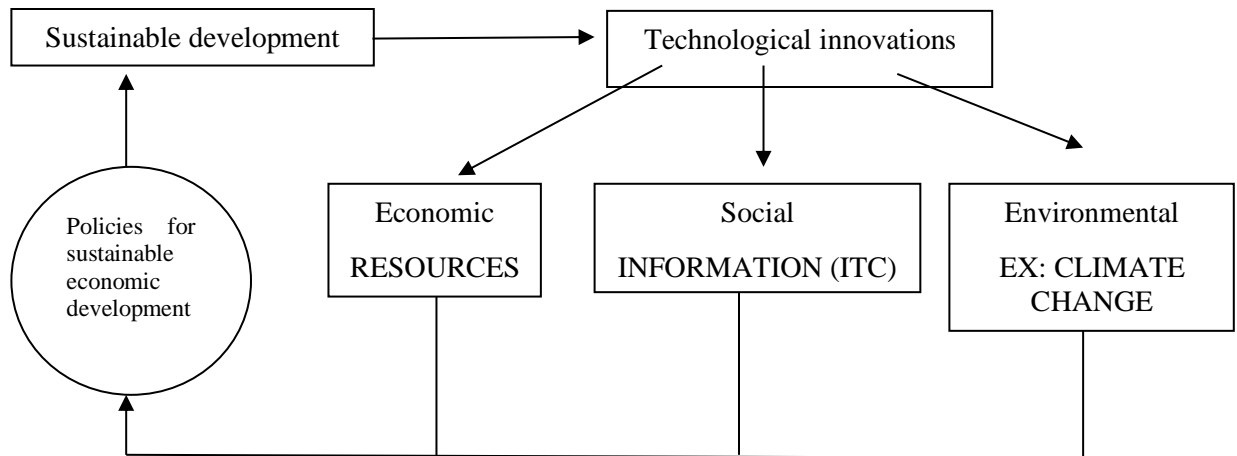 Sustainable development
Technological innovations
Policies for
sustainable
economic
development
Economic
RESOURCES
Social
INFORMATION (ITC)
Environmental
EX: CLIMATE
CHANGE